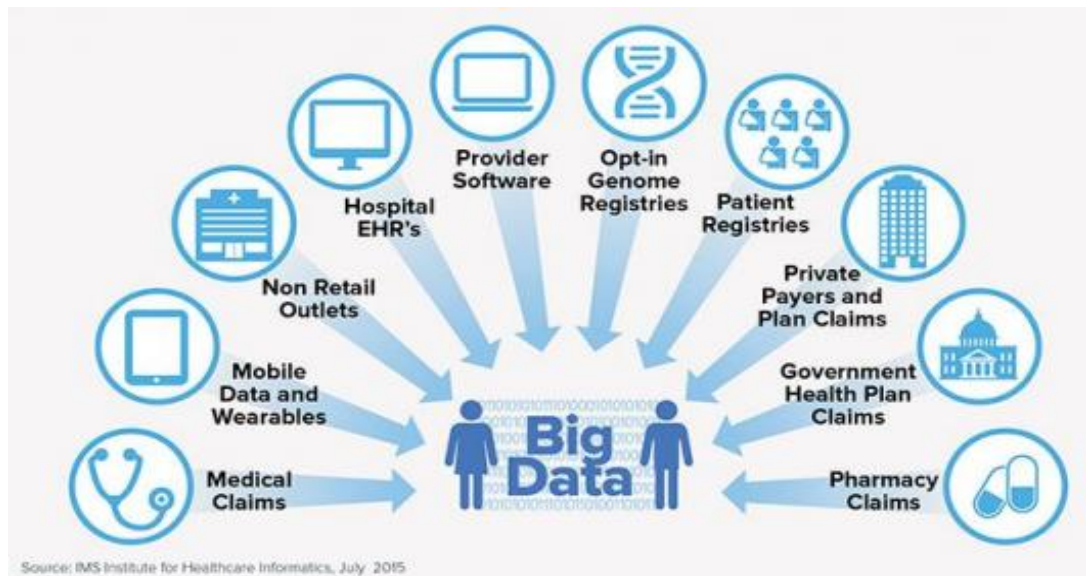 Provider
Software
Opt-in
Genome
Registries
Hospital
EHR's
Patient
Registries
Non Retail
Outlets
Private
Payers and
Plan Claims
Mobile
Data and
Wearables
Government
Health Plan
Claims
Medical
Claims
Big
Data
Pharmacy
Claims
Source: IMS Institute for Healthcare Informatics, July 2015